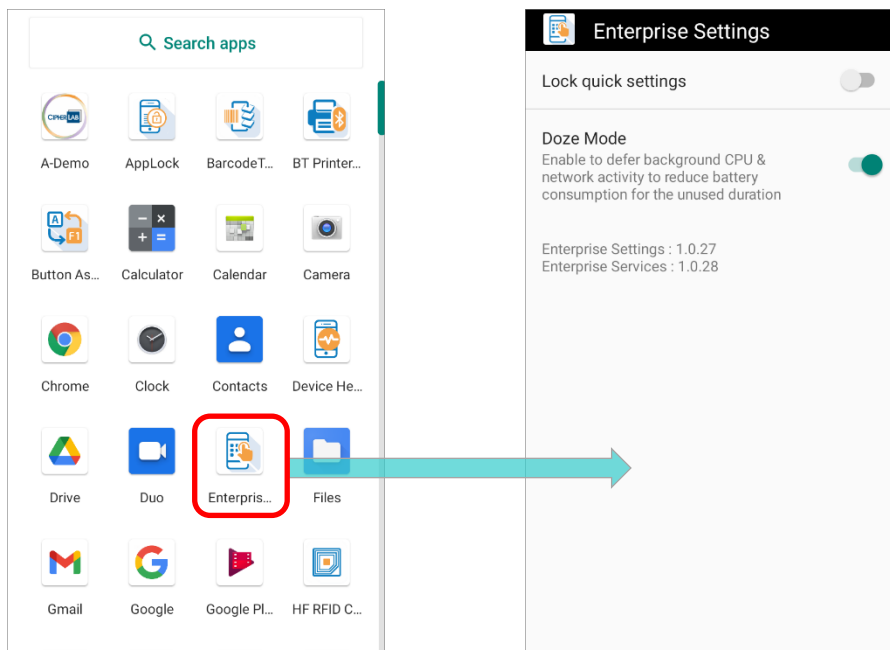 Search apps
CIPHERLAB
A-Demo
AppLock
BarcodeT...
BT Printer...
A
F1
Button As...
Calculator
Calendar
Camera
Chrome
Clock
Contacts
Device He...
Drive
Duo
Enterpris...
Files
Gmail
Google
Google Pl...
HF RFID C...
Enterprise Settings
Lock quick settings
Doze Mode
Enable to defer background CPU &
network activity to reduce battery
consumption for the unused duration
Enterprise Settings : 1.0.27
Enterprise Services : 1.0.28